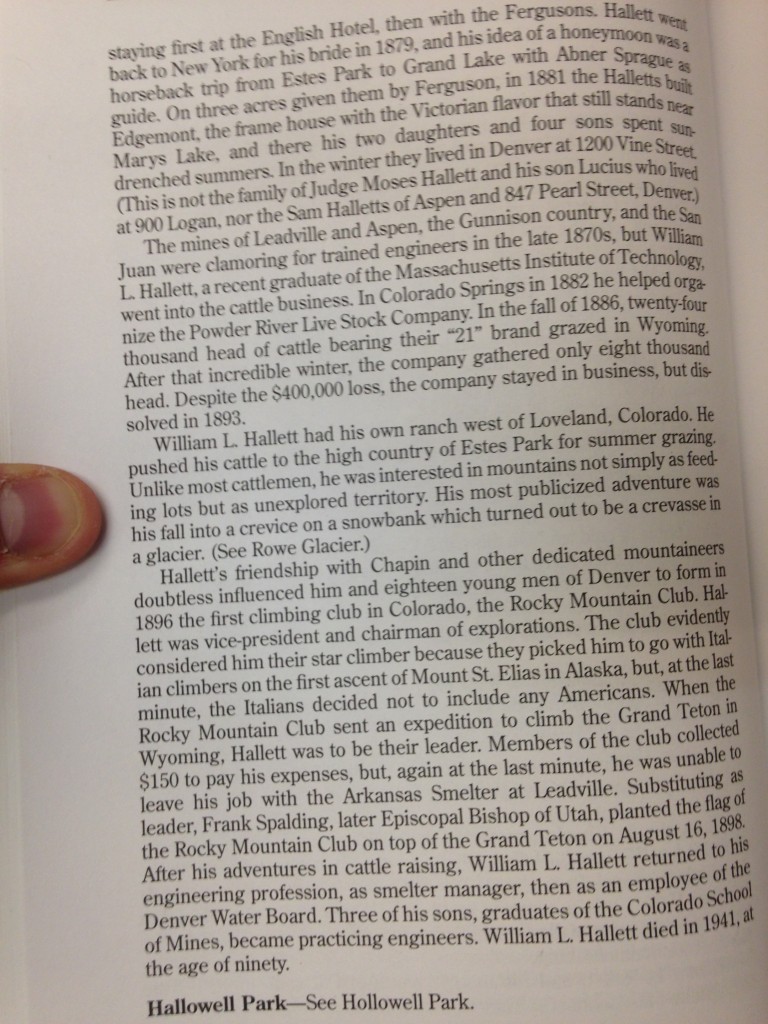 staying first at the English Hotel, then with the Fergusons. Hallett went
back to New York for his bride in 1879, and his idea of a honeymoon was a
horseback trip from Estes Park to Grand Lake with Abner Sprague as
guide. On three acres given them by Ferguson, in 1881 the Halletts built
Edgemont, the frame house with the Victorian flavor that still stands near
Marys Lake, and there his two daughters and four sons spent sun-
drenched summers. In the winter they lived in Denver at 1200 Vine Street.
(This is not the family of Judge Moses Hallett and his son Lucius who lived
at 900 Logan, nor the Sam Halletts of Aspen and 847 Pearl Street, Denver.)
The mines of Leadville and Aspen, the Gunnison country, and the San
Juan were clamoring for trained engineers in the late 1870s, but William
L. Hallett, a recent graduate of the Massachusetts Institute of Technology,
went into the cattle business. In Colorado Springs in 1882 he helped orga-
nize the Powder River Live Stock Company. In the fall of 1886, twenty-four
thousand head of cattle bearing their “21” brand grazed in Wyoming.
After that incredible winter, the company gathered only eight thousand
head. Despite the $400,000 loss, the company stayed in business, but dis-
solved in 1893.
William L. Hallett had his own ranch west of Loveland, Colorado. He
pushed his cattle to the high country of Estes Park for summer grazing.
Unlike most cattlemen, he was interested in mountains not simply as feed-
ing lots but as unexplored territory. His most publicized adventure was
his fall into a crevice on a snowbank which turned out to be a crevasse in
a glacier. (See Rowe Glacier.)
Hallett's friendship with Chapin and other dedicated mountaineers
doubtless influenced him and eighteen young men of Denver to form in
1896 the first climbing club in Colorado, the Rocky Mountain Club. Hal-
lett was vice-president and chairman of explorations. The club evidently
considered him their star climber because they picked him to go with Ital-
ian climbers on the first ascent of Mount St. Elias in Alaska, but, at the last
minute, the Italians decided not to include any Americans. When the
Rocky Mountain Club sent an expedition to climb the Grand Teton in
Wyoming, Hallett was to be their leader. Members of the club collected
$150 to pay his expenses, but, again at the last minute, he was unable to
leave his job with the Arkansas Smelter at Leadville. Substituting as
leader, Frank Spalding, later Episcopal Bishop of Utah, planted the flag of
the Rocky Mountain Club on top of the Grand Teton on August 16, 1898.
After his adventures in cattle raising, William L. Hallett returned to his
engineering profession, as smelter manager, then as an employee of the
Denver Water Board. Three of his sons, graduates of the Colorado School
of Mines, became practicing engineers. William L. Hallett died in 1941, at
the age of ninety.
Hallowell Park—See Hollowell Park.